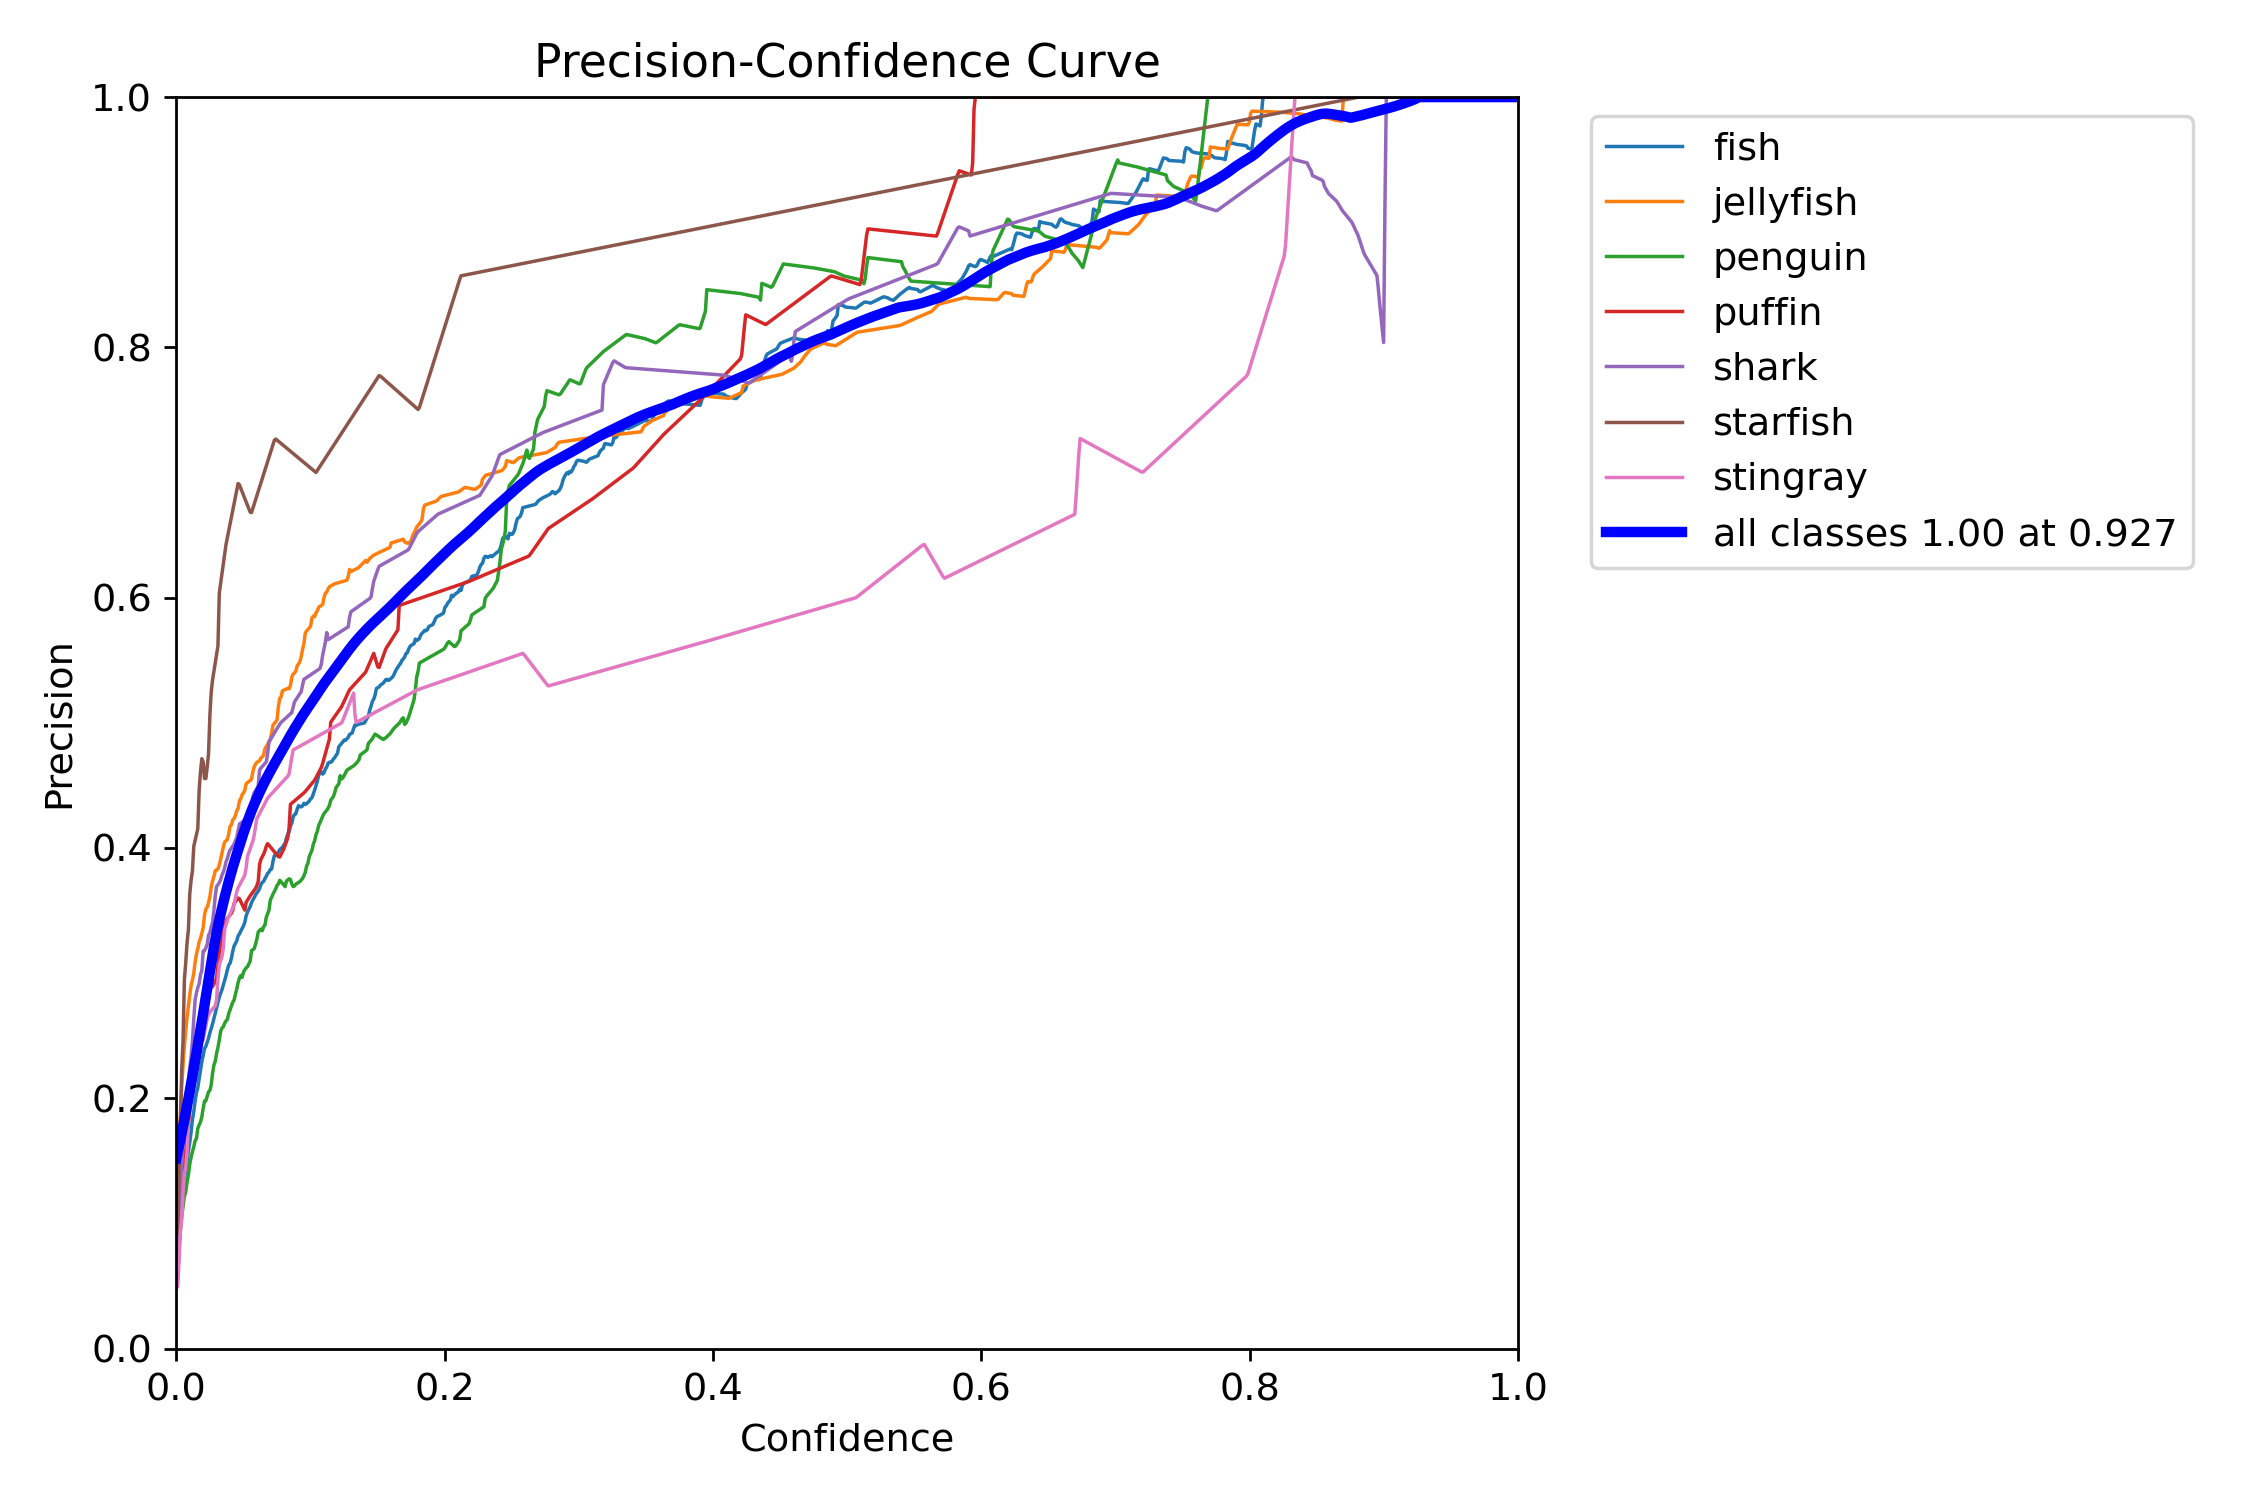 Precision-Confidence Curve
1.0
0.8
0.6
0.4
0.2
0.0
Precision
0.0 0.2 0.4 0.6 0.8 1.0
Confidence
fish
jellyfish
penguin
puffin
shark
starfish
stingray
all classes 1.00 at 0.927